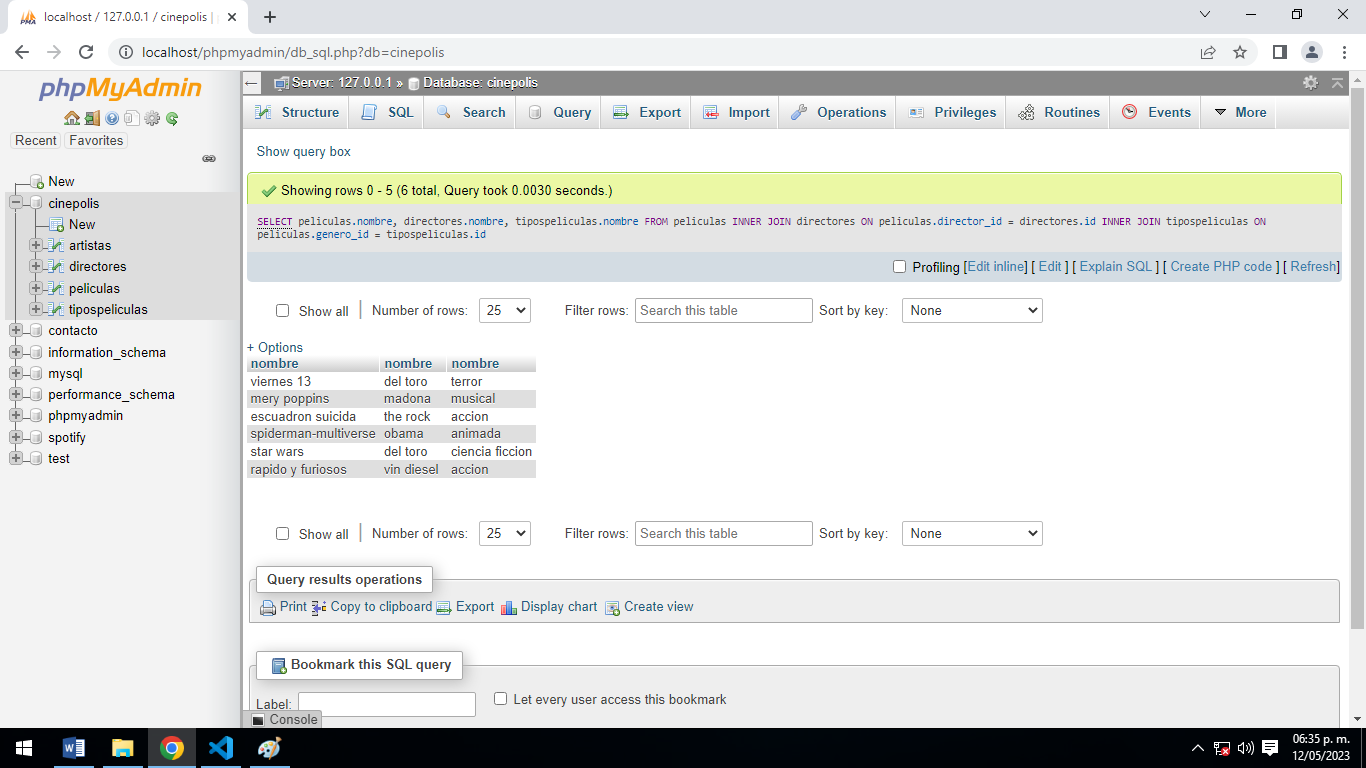 localhost / 127.0.0.1 / cinepolis |
localhost/phpmyadmin/db_sql.php?db=cinepolis
phpMyAdmin
Recent Favorites
New
cinepolis
New
artistas
directores
peliculas
tipospeliculas
contacto
information_schema
mysql
performance_schema
phpmyadmin
spotify
test
Server: 127.0.0.1 » Database: cinepolis
Structure SQL Search Query Export Import Operations Privileges Routines Events More
Show query box
Showing rows 0 - 5 (6 total, Query took 0.0030 seconds.)
SELECT peliculas.nombre, directores.nombre, tipospeliculas.nombre FROM peliculas INNER JOIN directores ON peliculas.director_id = directores.id INNER JOIN tipospeliculas ON
peliculas.genero_id = tipospeliculas.id
Profiling [Edit inline] [ Edit ] [ Explain SQL ] [ Create PHP code ] [ Refresh]
Show all Number of rows: 25 Filter rows: Search this table Sort by key: None
+ Options
nombre nombre nombre
viernes 13 del toro terror
mery poppins madona musical
escuadron suicida the rock accion
spiderman-multiverse obama animada
star wars del toro ciencia ficcion
rapido y furiosos vin diesel accion
Show all Number of rows: 25 Filter rows: Search this table Sort by key: None
Query results operations
Print Copy to clipboard Export Display chart Create view
Bookmark this SQL query
Label: Let every user access this bookmark
Console
06:35 p. m.
12/05/2023